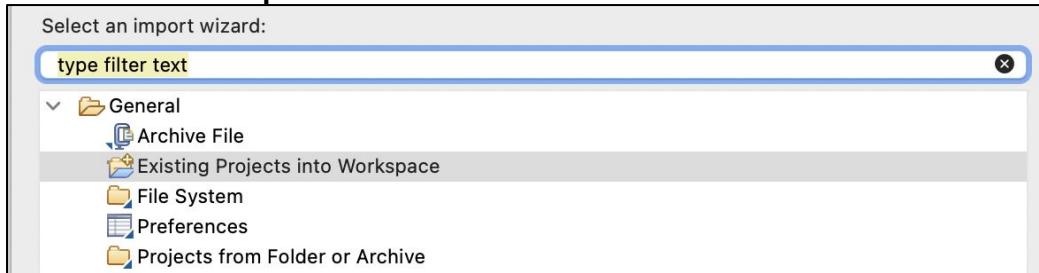 Select an import wizard:
type filter text
General
Archive File
Existing Projects into Workspace
File System
Preferences
Projects from Folder or Archive